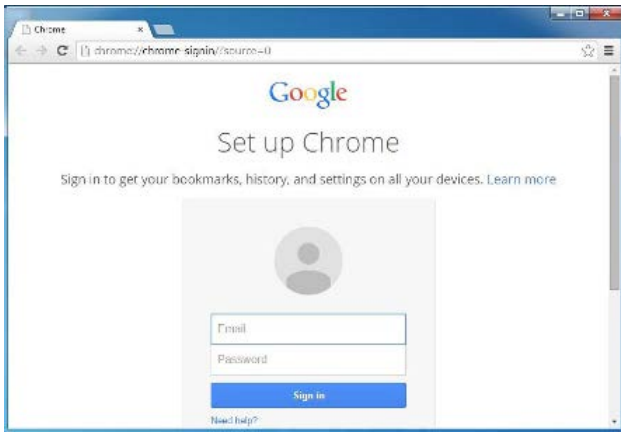 Chrome
chrome://chrome-signin//source=0
Google
Set up Chrome
Sign in to get your bookmarks, history, and settings on all your devices. Learn more
Email
Password
Sign in
Need help?